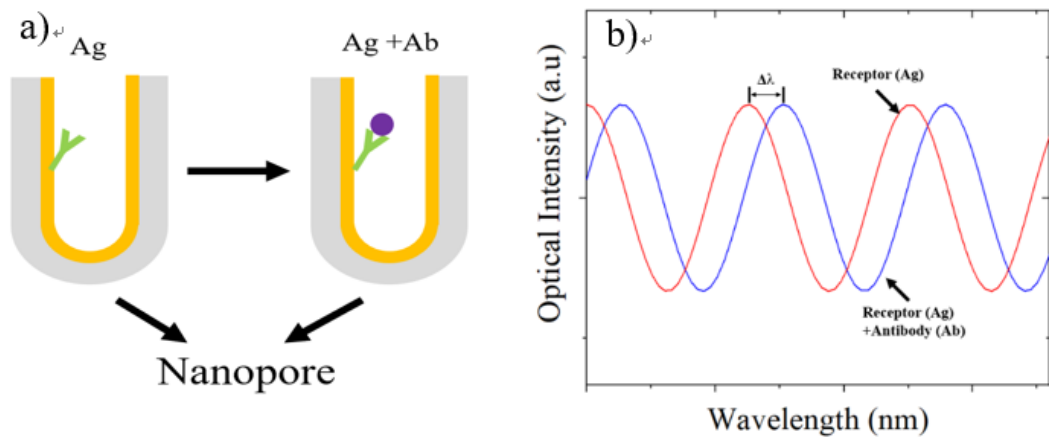 a)↵
Ag
Ag +Ab
Nanopore
b)↵
Optical Intensity (a.u)
Δλ
Receptor (Ag)
Receptor (Ag)
+Antibody (Ab)
Wavelength (nm)